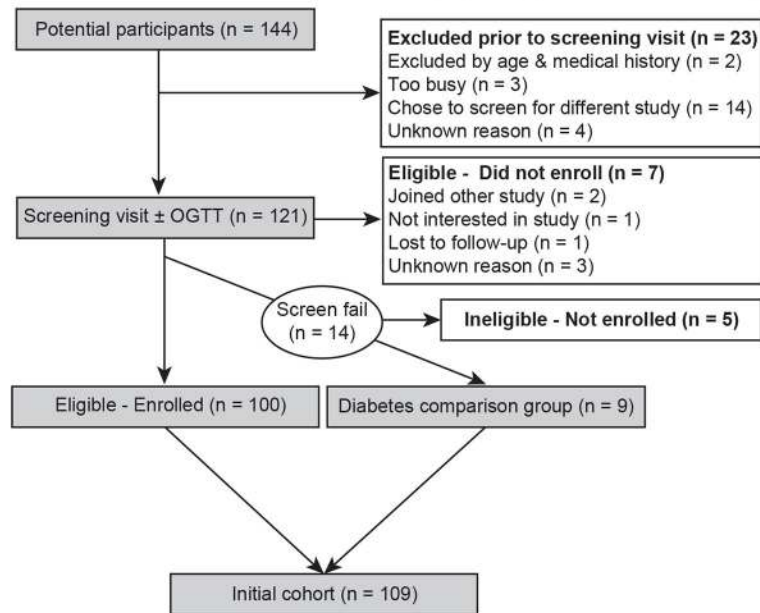 Potential participants (n = 144)
Excluded prior to screening visit (n = 23)
Excluded by age & medical history (n = 2)
Too busy (n = 3)
Chose to screen for different study (n = 14)
Unknown reason (n = 4)
Eligible - Did not enroll (n = 7)
Joined other study (n = 2)
Not interested in study (n = 1)
Lost to follow-up (n = 1)
Unknown reason (n = 3)
Screening visit ± OGTT (n = 121)
Screen fail
(n = 14)
Ineligible - Not enrolled (n = 5)
Eligible - Enrolled (n = 100)
Diabetes comparison group (n = 9)
Initial cohort (n = 109)